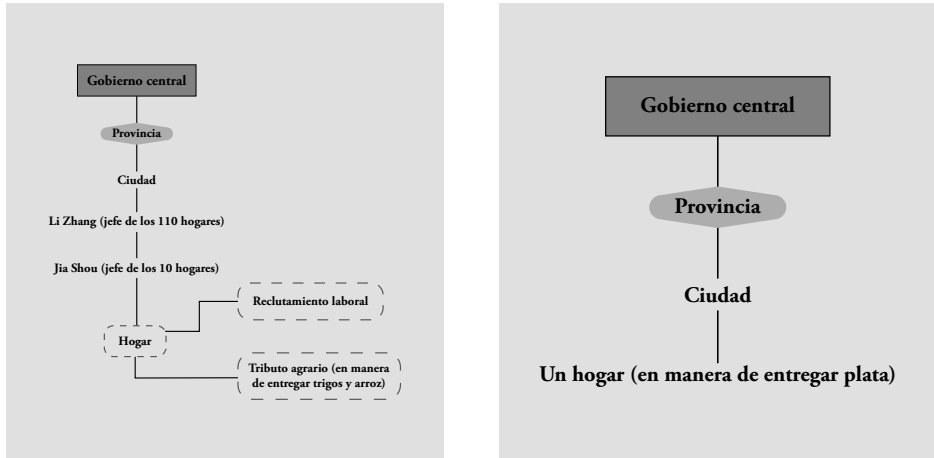 Gobierno central
Provincia
Ciudad
Li Zhang (jefe de los 110 hogares)
Jia Shou (jefe de los 10 hogares)
Reclutamiento laboral
Hogar
Tributo agrario (en manera
de entregar trigos y arroz)
Gobierno central
Provincia
Ciudad
Un hogar (en manera de entregar plata)